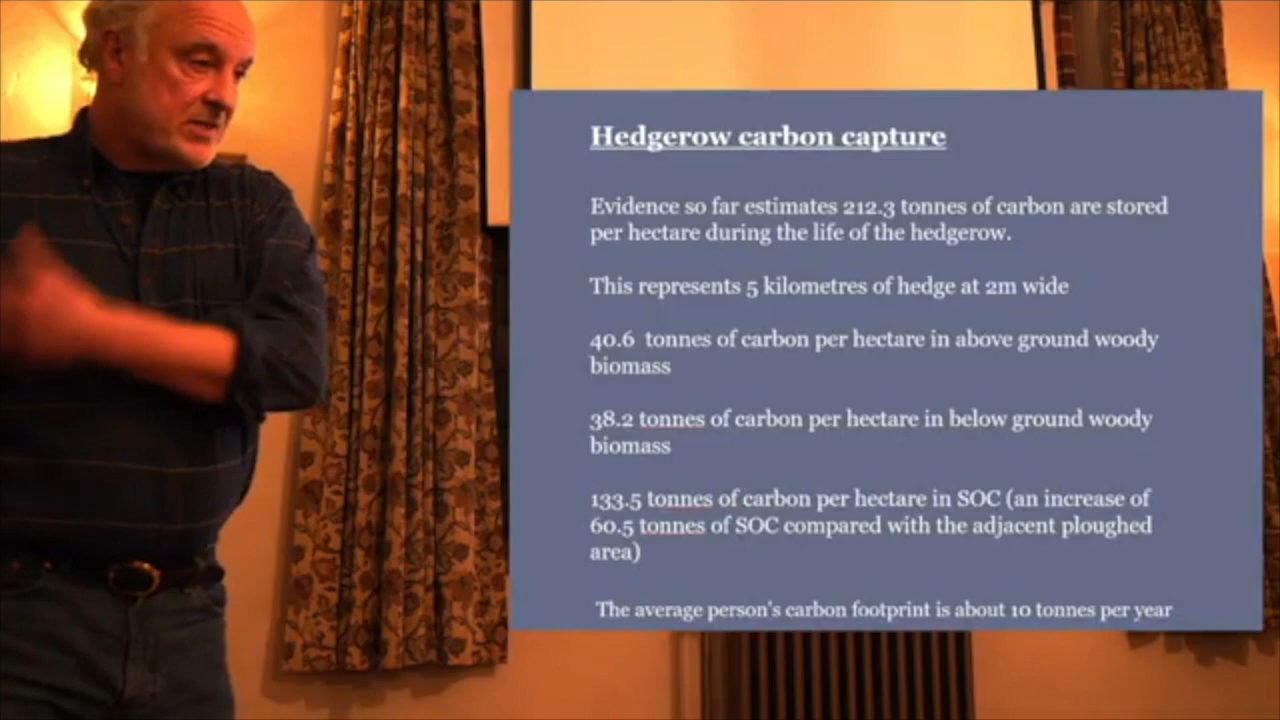 Hedgerow carbon capture
Evidence so far estimates 212.3 tonnes of carbon are stored
per hectare during the life of the hedgerow.
This represents 5 kilometres of hedge at 2m wide
40.6  tonnes of carbon per hectare in above ground woody
biomass
38.2 tonnes of carbon per hectare in below ground woody
biomass
133.5 tonnes of carbon per hectare in SOC (an increase of
60.5 tonnes of SOC compared with the adjacent ploughed
area)
The average person's carbon footprint is about 10 tonnes per year